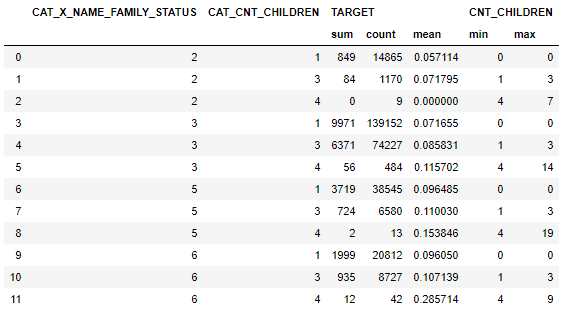 CAT_X_NAME_FAMILY_STATUS CAT_CNT_CHILDREN TARGET CNT_CHILDREN
sum count mean min max
0 2 1 849 14865 0.057114 0 0
1 2 3 84 1170 0.071795 1 3
2 2 4 0 9 0.000000 4 7
3 3 1 9971 139152 0.071655 0 0
4 3 3 6371 74227 0.085831 1 3
5 3 4 56 484 0.115702 4 14
6 5 1 3719 38545 0.096485 0 0
7 5 3 724 6580 0.110030 1 3
8 5 4 2 13 0.153846 4 19
9 6 1 1999 20812 0.096050 0 0
10 6 3 935 8727 0.107139 1 3
11 6 4 12 42 0.285714 4 9